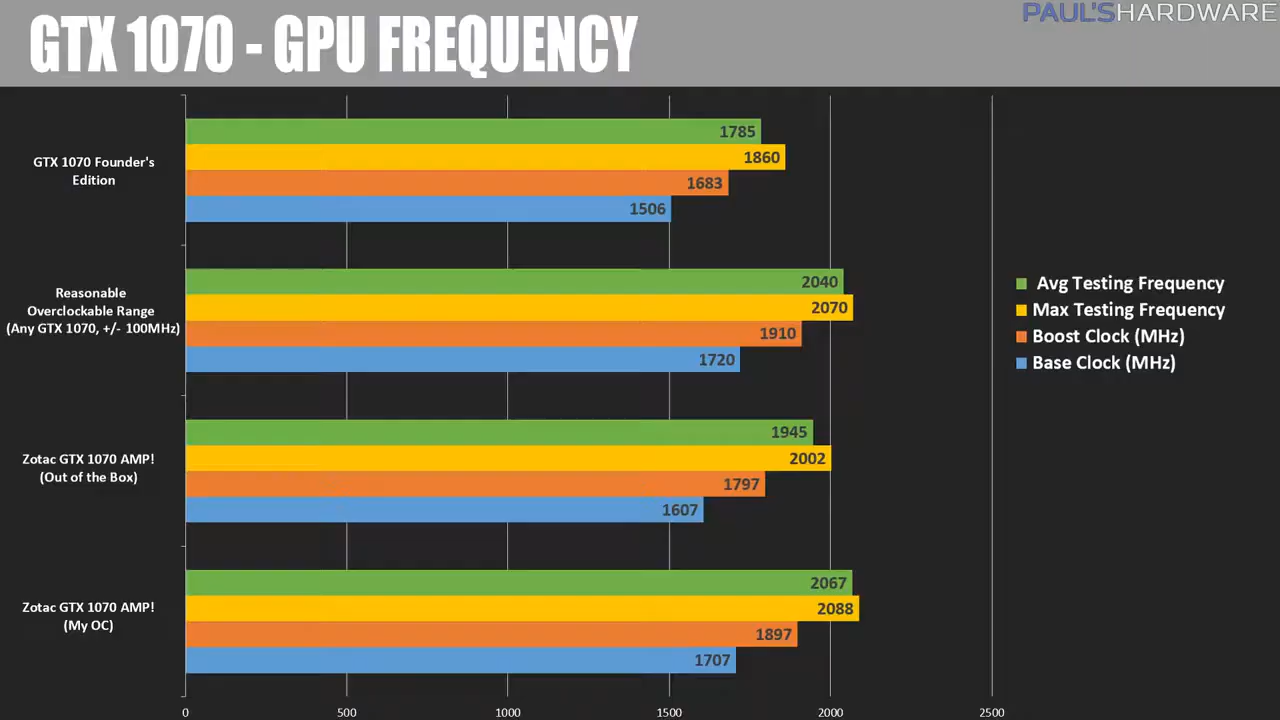 GTX 1070 - GPU FREQUENCY
PAUL'SHARDWARE
GTX 1070 Founder's
Edition
1785
1860
1683
1506
Reasonable
Overclockable Range
(Any GTX 1070, +/- 100MHz)
2040
2070
1910
1720
Zotac GTX 1070 AMP!
(Out of the Box)
1945
2002
1797
1607
Zotac GTX 1070 AMP!
(My OC)
2067
2088
1897
1707
0 500 1000 1500 2000 2500
Avg Testing Frequency
Max Testing Frequency
Boost Clock (MHz)
Base Clock (MHz)